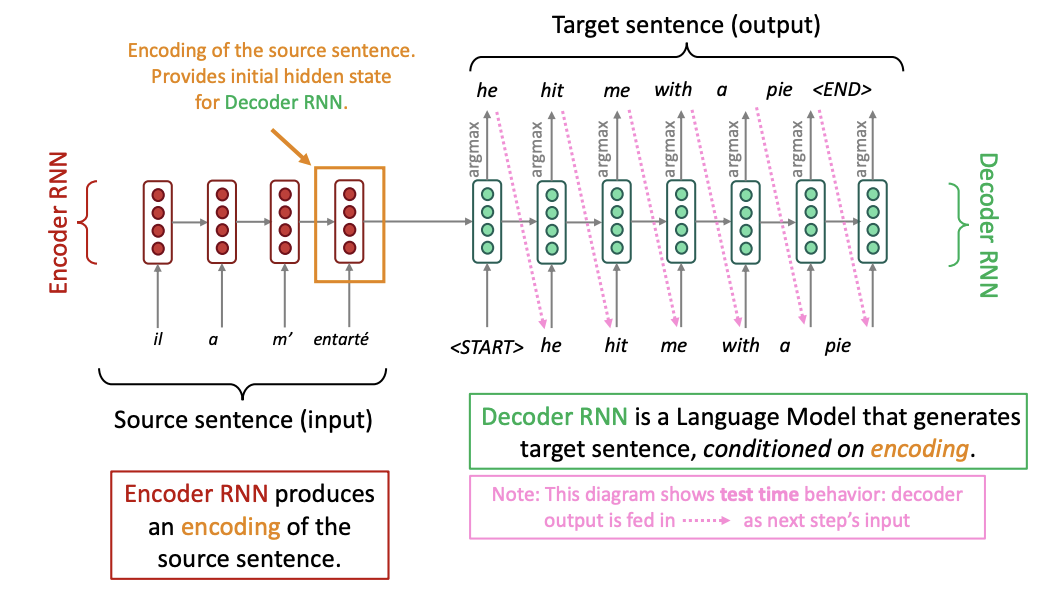 Target sentence (output)
Encoding of the source sentence.
Provides initial hidden state
for Decoder RNN.
he hit me with a pie <END>
argmax argmax argmax argmax argmax argmax argmax
Encoder RNN
Decoder RNN
il a m’ entarté
<START> he hit me with a pie
Source sentence (input)
Decoder RNN is a Language Model that generates
target sentence, conditioned on encoding.
Encoder RNN produces
an encoding of the
source sentence.
Note: This diagram shows test time behavior: decoder
output is fed in as next step’s input